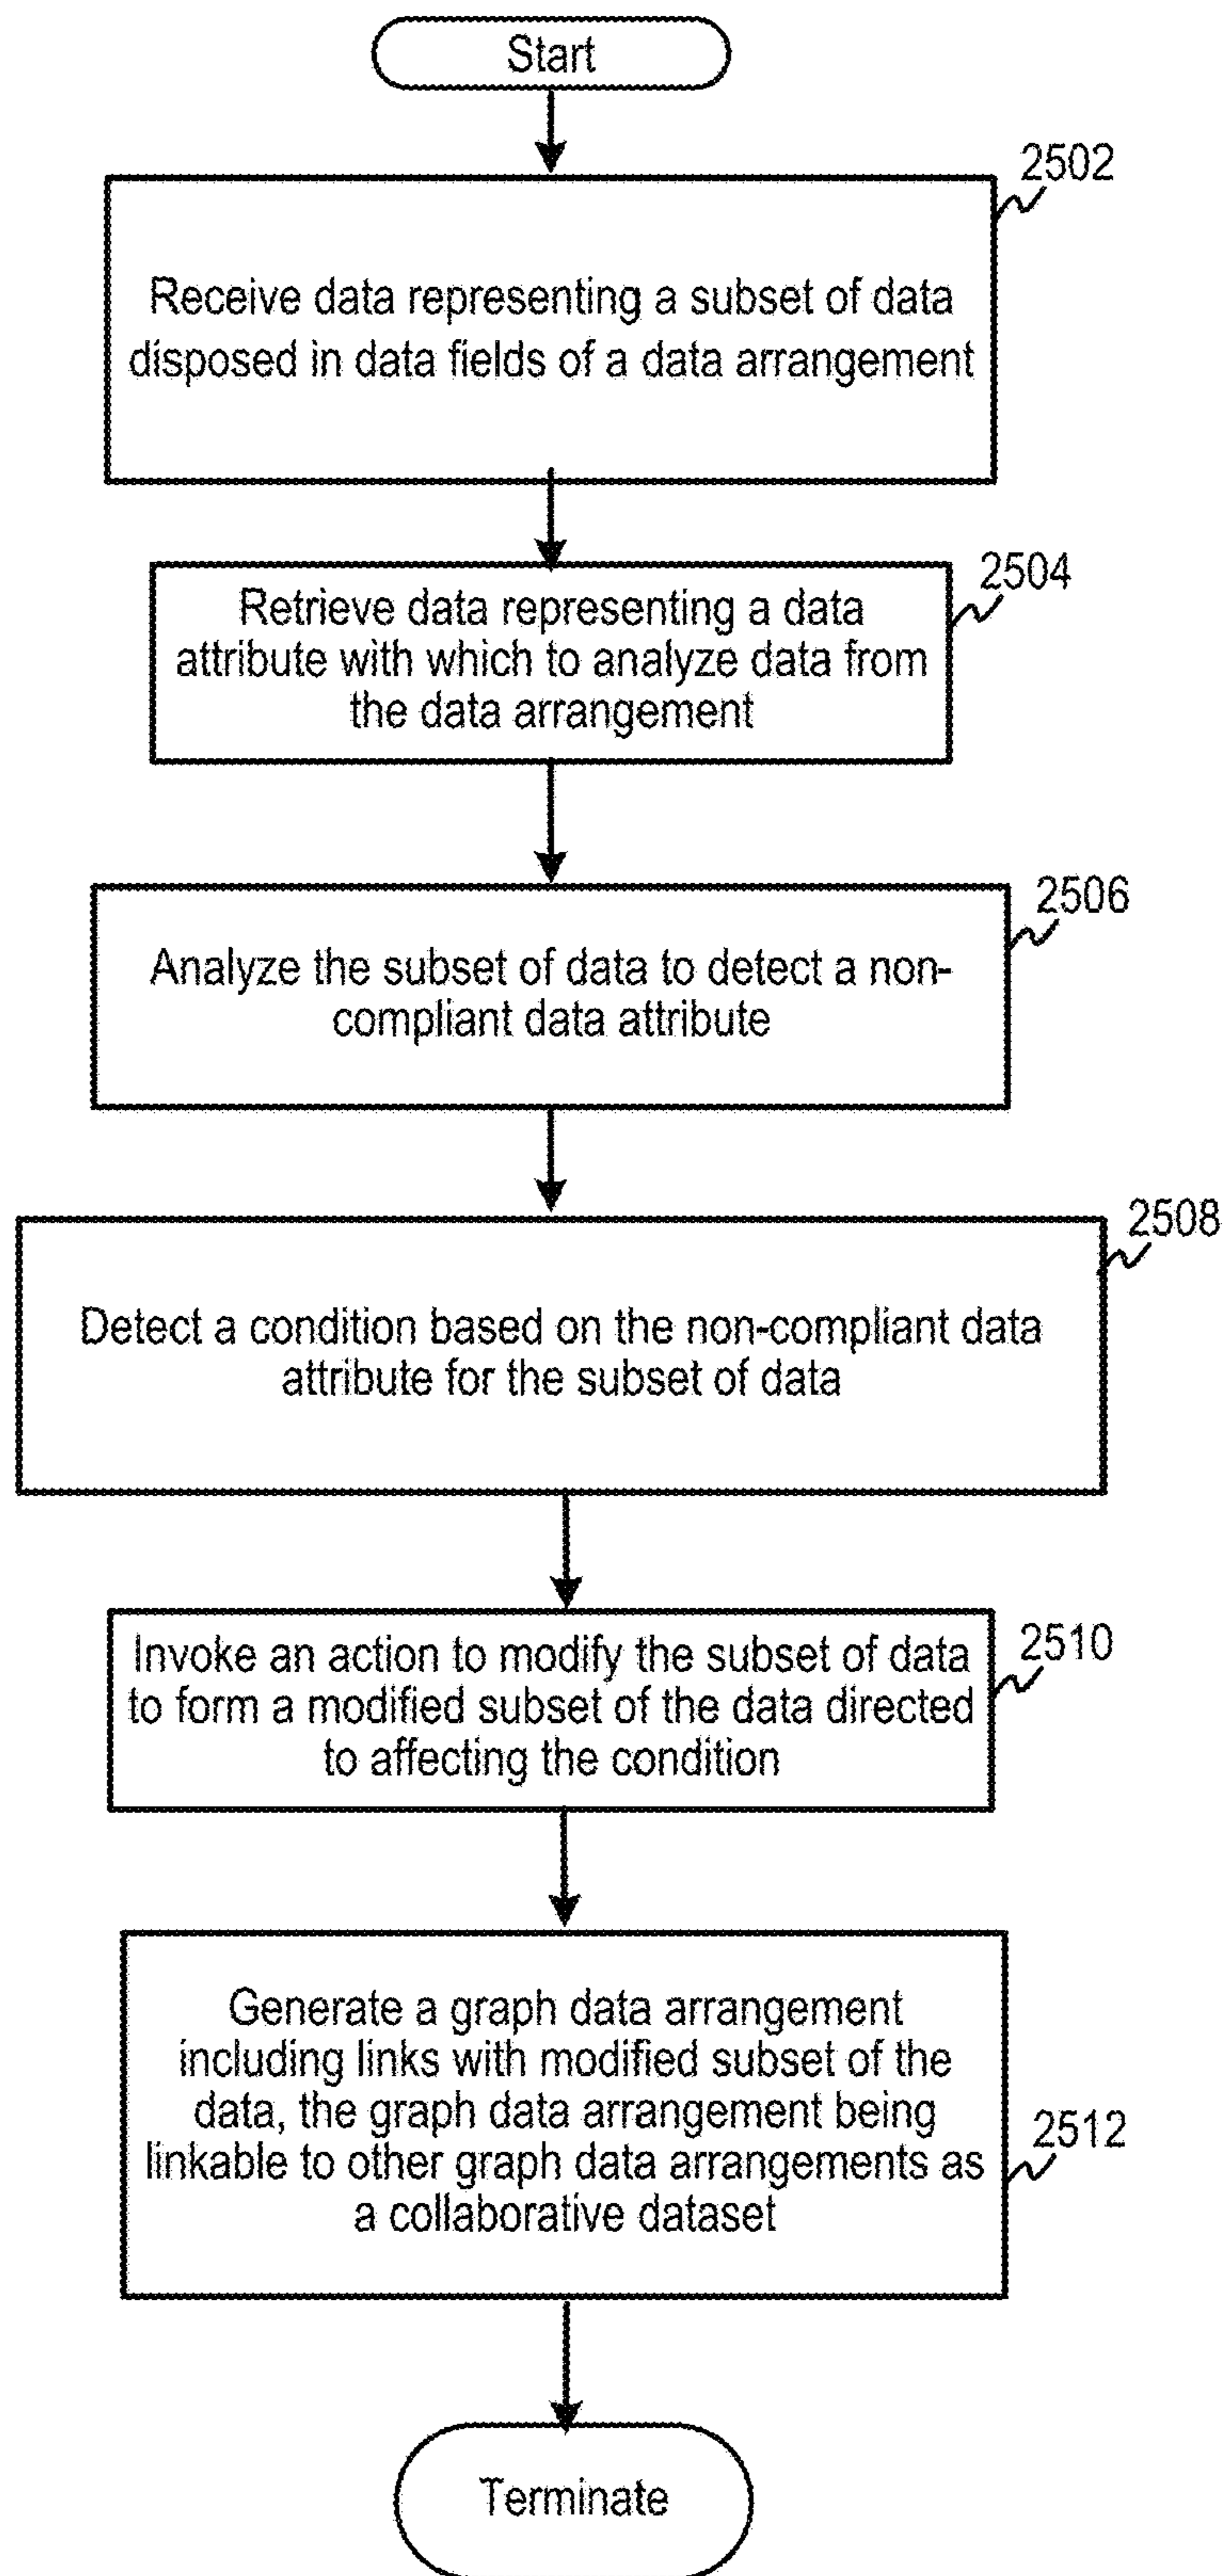 Start
2502
Receive data representing a subset of data
disposed in data fields of a data arrangement
2504
Retrieve data representing a data
attribute with which to analyze data from
the data arrangement
2506
Analyze the subset of data to detect a non-
compliant data attribute
2508
Detect a condition based on the non-compliant data
attribute for the subset of data
2510
Invoke an action to modify the subset of data
to form a modified subset of the data directed
to affecting the condition
Generate a graph data arrangement
including links with modified subset of the
data, the graph data arrangement being
linkable to other graph data arrangements as
a collaborative dataset
2512
Terminate